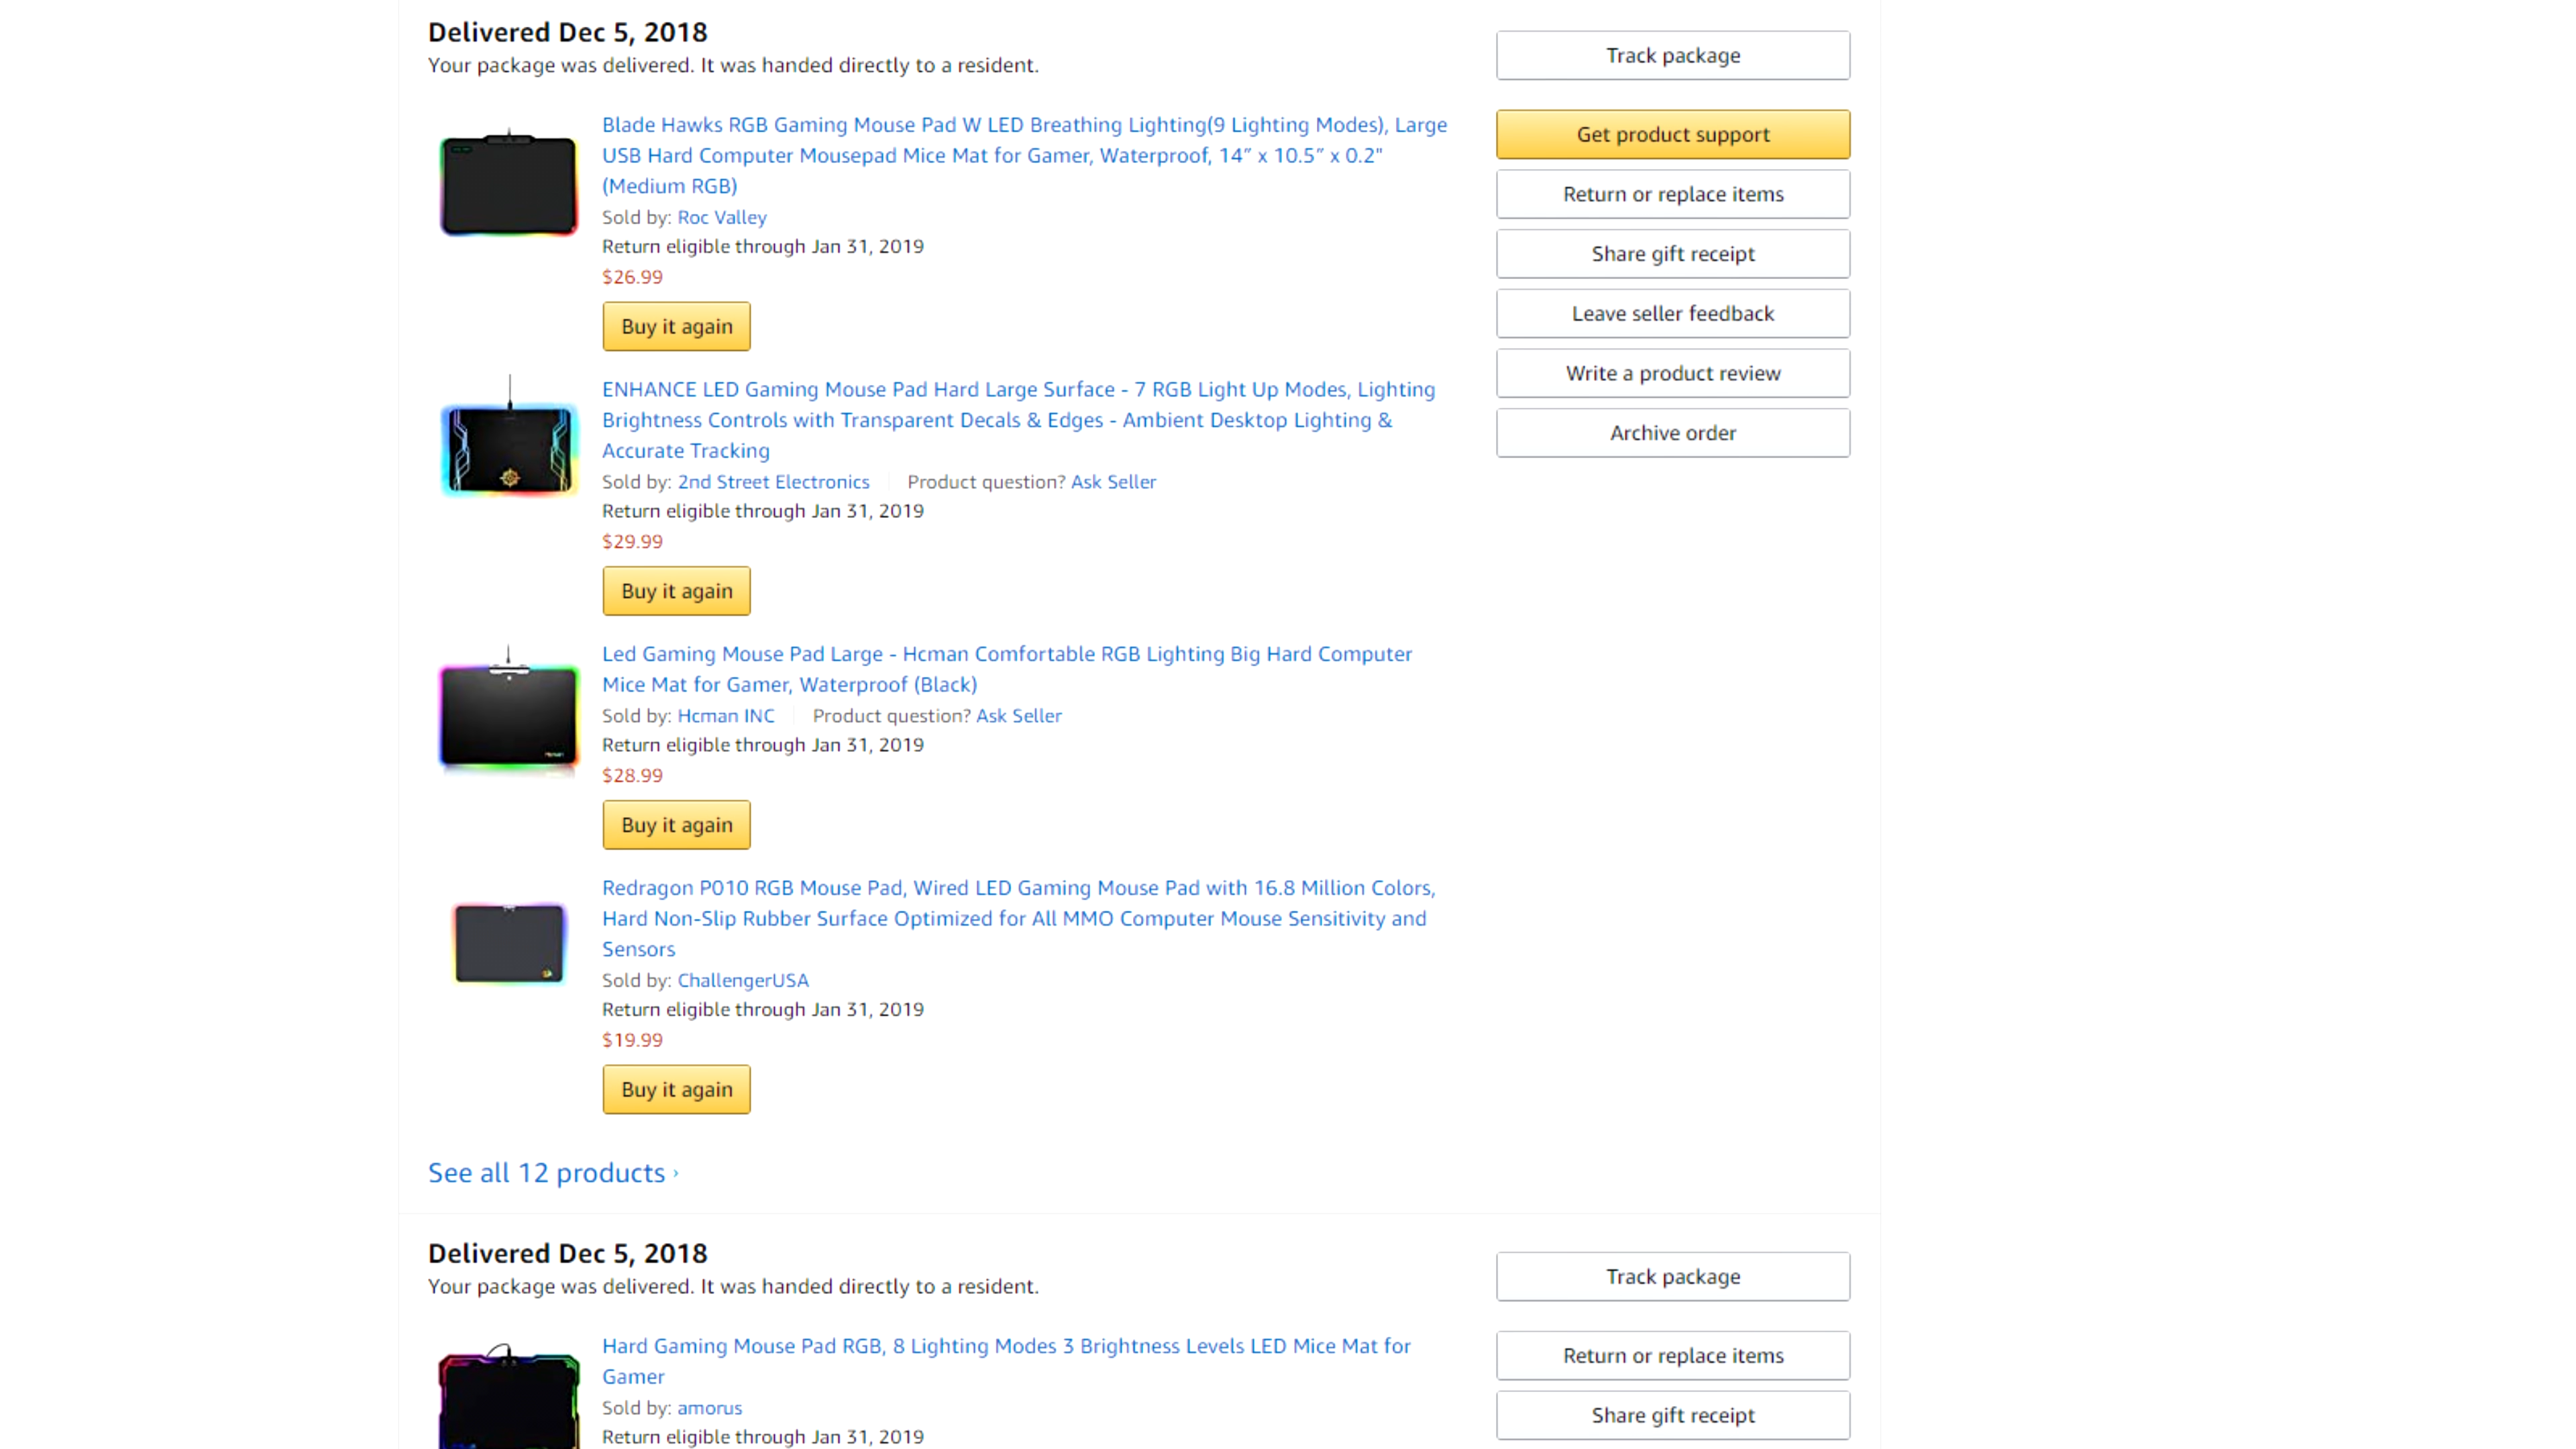 Delivered Dec 5, 2018
Your package was delivered. It was handed directly to a resident.
Track package
Blade Hawks RGB Gaming Mouse Pad W LED Breathing Lighting(9 Lighting Modes), Large
USB Hard Computer Mousepad Mice Mat for Gamer, Waterproof, 14″ x 10.5″ x 0.2"
(Medium RGB)
Sold by: Roc Valley
Return eligible through Jan 31, 2019
$26.99
Buy it again
Get product support
Return or replace items
Share gift receipt
Leave seller feedback
Write a product review
Archive order
ENHANCE LED Gaming Mouse Pad Hard Large Surface - 7 RGB Light Up Modes, Lighting
Brightness Controls with Transparent Decals & Edges - Ambient Desktop Lighting &
Accurate Tracking
Sold by: 2nd Street Electronics Product question? Ask Seller
Return eligible through Jan 31, 2019
$29.99
Buy it again
Led Gaming Mouse Pad Large - Hcman Comfortable RGB Lighting Big Hard Computer
Mice Mat for Gamer, Waterproof (Black)
Sold by: Hcman INC Product question? Ask Seller
Return eligible through Jan 31, 2019
$28.99
Buy it again
Redragon P010 RGB Mouse Pad, Wired LED Gaming Mouse Pad with 16.8 Million Colors,
Hard Non-Slip Rubber Surface Optimized for All MMO Computer Mouse Sensitivity and
Sensors
Sold by: ChallengerUSA
Return eligible through Jan 31, 2019
$19.99
Buy it again
See all 12 products ›
Delivered Dec 5, 2018
Your package was delivered. It was handed directly to a resident.
Track package
Hard Gaming Mouse Pad RGB, 8 Lighting Modes 3 Brightness Levels LED Mice Mat for
Gamer
Sold by: amorus
Return eligible through Jan 31, 2019
Return or replace items
Share gift receipt